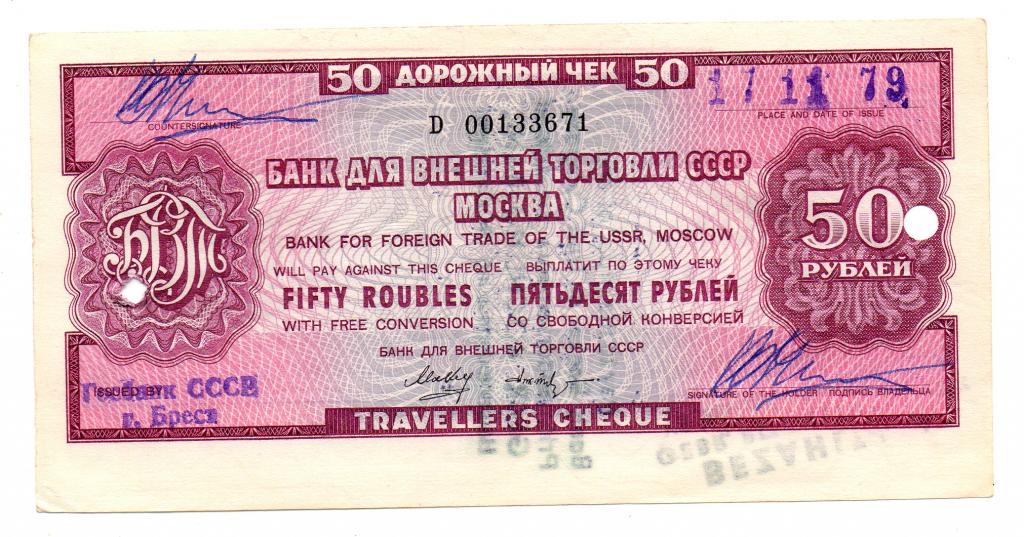 50 ДОРОЖНЫЙ ЧЕК 50
17 11 79
COUNTERSIGNATURE
PLACE AND DATE OF ISSUE
D 00133671
БАНК ДЛЯ ВНЕШНЕЙ ТОРГОВЛИ СССР
МОСКВА
BANK FOR FOREIGN TRADE OF THE USSR, MOSCOW
БВТ
50
РУБЛЕЙ
WILL PAY AGAINST THIS CHEQUE ВЫПЛАТИТ ПО ЭТОМУ ЧЕКУ
FIFTY ROUBLES ПЯТЬДЕСЯТ РУБЛЕЙ
WITH FREE CONVERSION СО СВОБОДНОЙ КОНВЕРСИЕЙ
БАНК ДЛЯ ВНЕШНЕЙ ТОРГОВЛИ СССР
ISSUED BY
СССР
г. Брест
SIGNATURE OF THE HOLDER ПОДПИСЬ ВЛАДЕЛЬЦА
TRAVELLERS CHEQUE
BEZAHLT